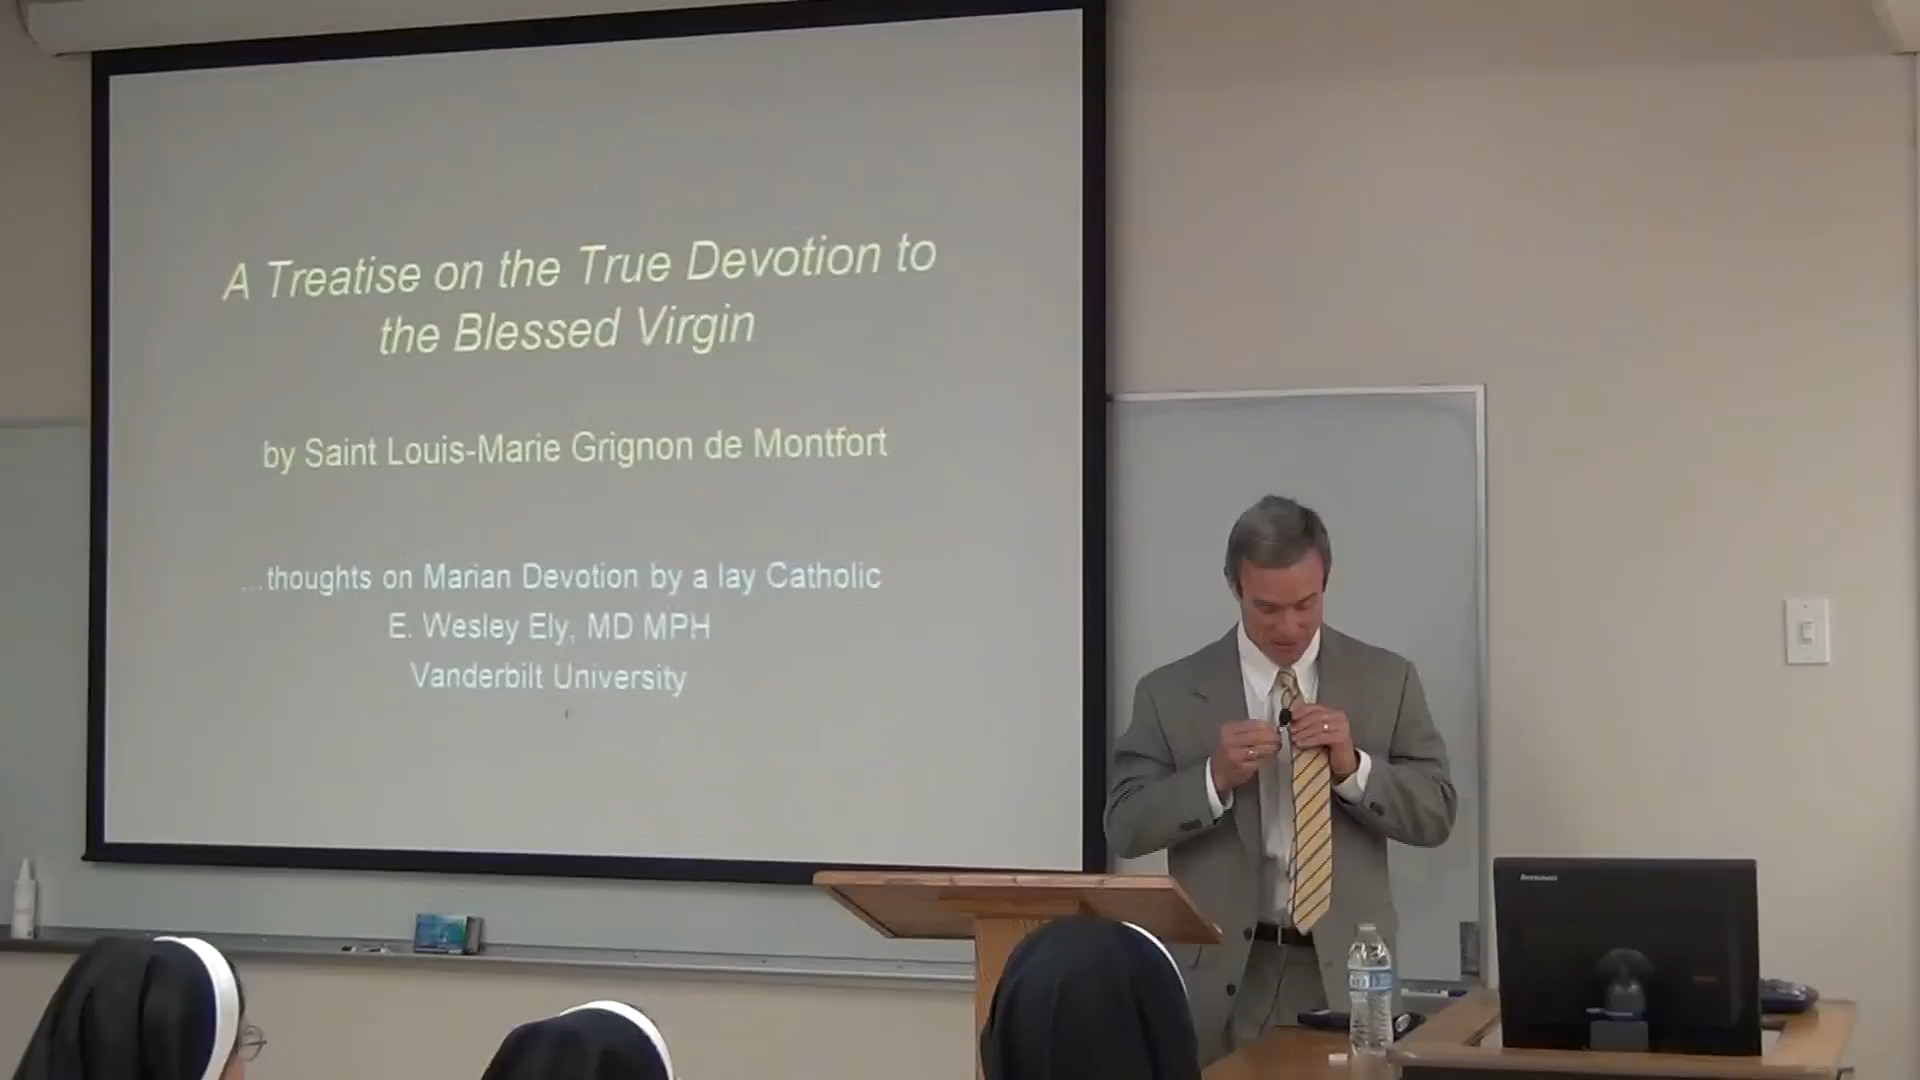 A Treatise on the True Devotion to
the Blessed Virgin
by Saint Louis-Marie Grignon de Montfort
...thoughts on Marian Devotion by a lay Catholic
E. Wesley Ely, MD MPH
Vanderbilt University
lenovo